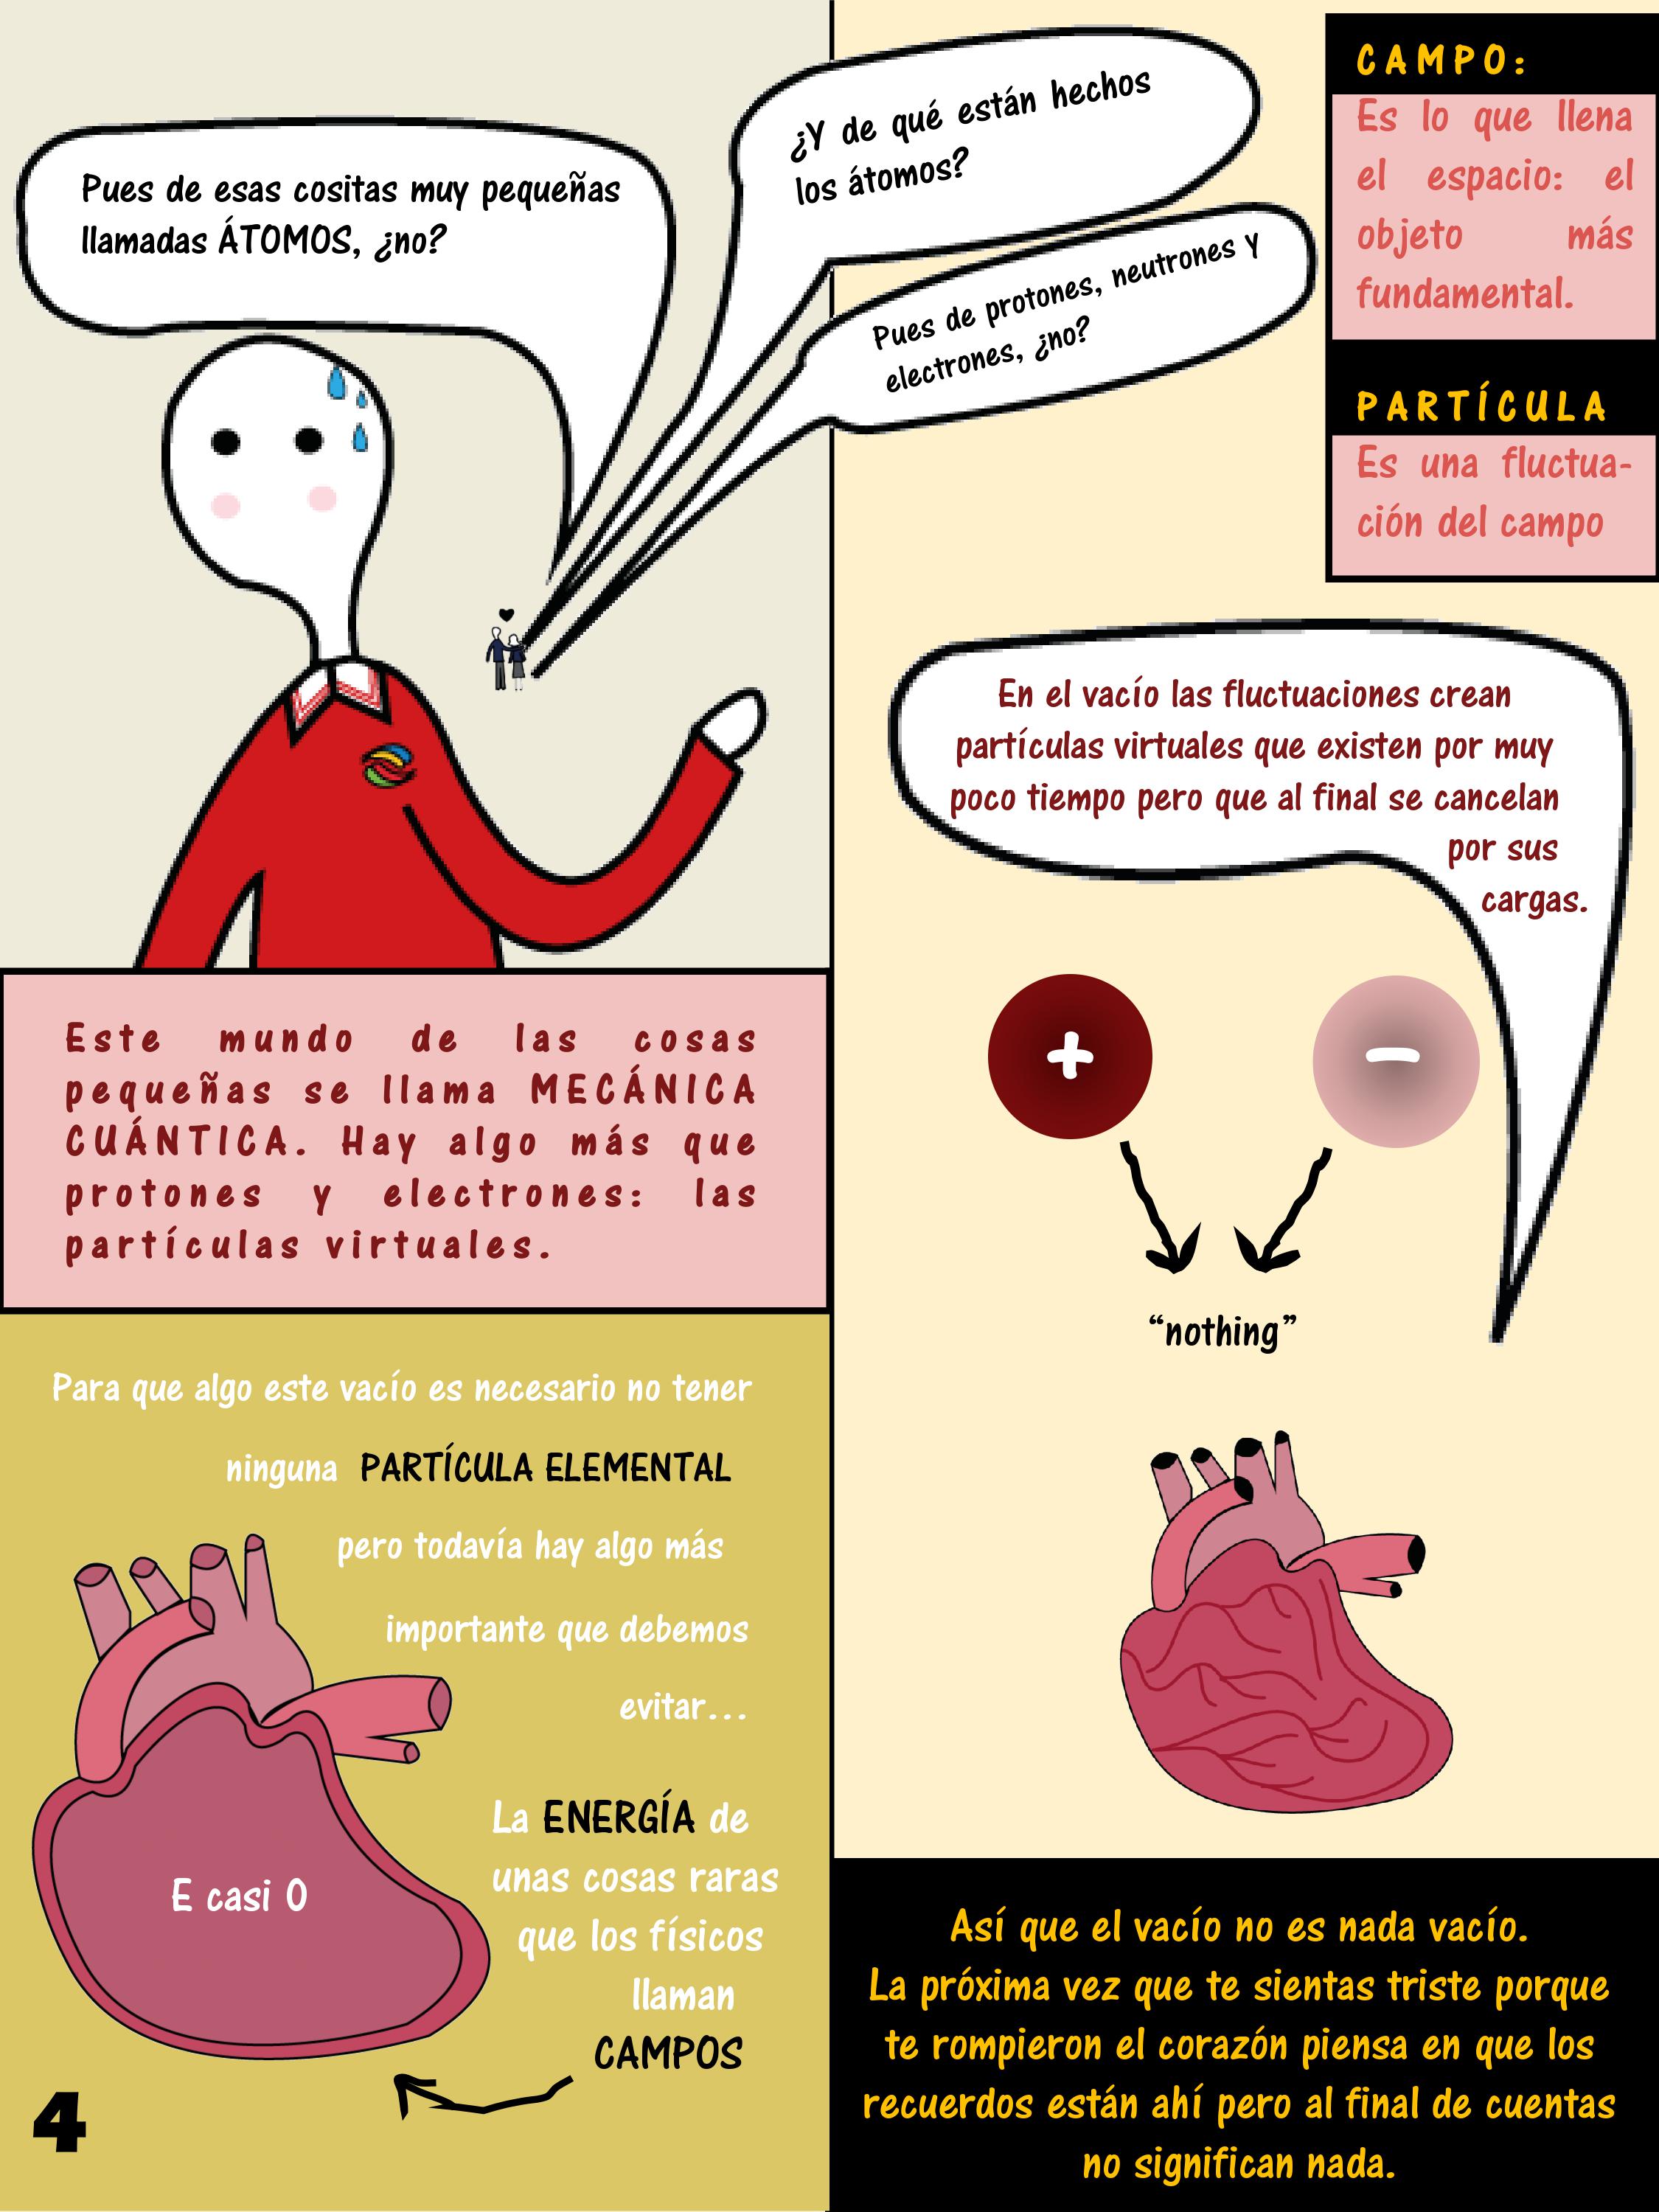 Pues de esas cositas muy pequeñas
llamadas ÁTOMOS, ¿no?
¿Y de qué están hechos
los átomos?
Pues de protones, neutrones y
electrones, ¿no?
Este mundo de las cosas
pequeñas se llama MECÁNICA
CUÁNTICA. Hay algo más que
protones y electrones: las
partículas virtuales.
Para que algo este vacío es necesario no tener
ninguna PARTÍCULA ELEMENTAL
pero todavía hay algo más
importante que debemos
evitar...
La ENERGÍA de
unas cosas raras
que los físicos
llaman
CAMPOS
E casi 0
4
CAMPO:
Es lo que llena
el espacio: el
objeto más
fundamental.
PARTÍCULA
Es una fluctua-
ción del campo
En el vacío las fluctuaciones crean
partículas virtuales que existen por muy
poco tiempo pero que al final se cancelan
por sus
cargas.
+
−
“nothing”
Así que el vacío no es nada vacío.
La próxima vez que te sientas triste porque
te rompieron el corazón piensa en que los
recuerdos están ahí pero al final de cuentas
no significan nada.